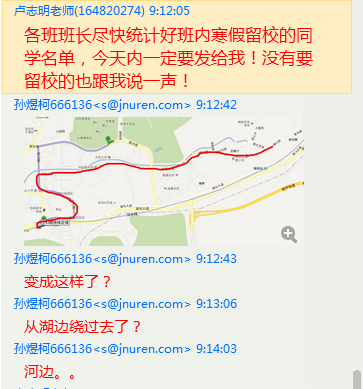 卢志明老师(164820274) 9:12:05
各班班长尽快统计好班内寒假留校的同
学名单，今天内一定要发给我！没有要
留校的也跟我说一声！
孙煜柯666136<s@jnuren.com> 9:12:42
孙煜柯666136<s@jnuren.com> 9:12:43
变成这样了？
孙煜柯666136<s@jnuren.com> 9:13:06
从湖边绕过去了？
孙煜柯666136<s@jnuren.com> 9:14:03
河边。。